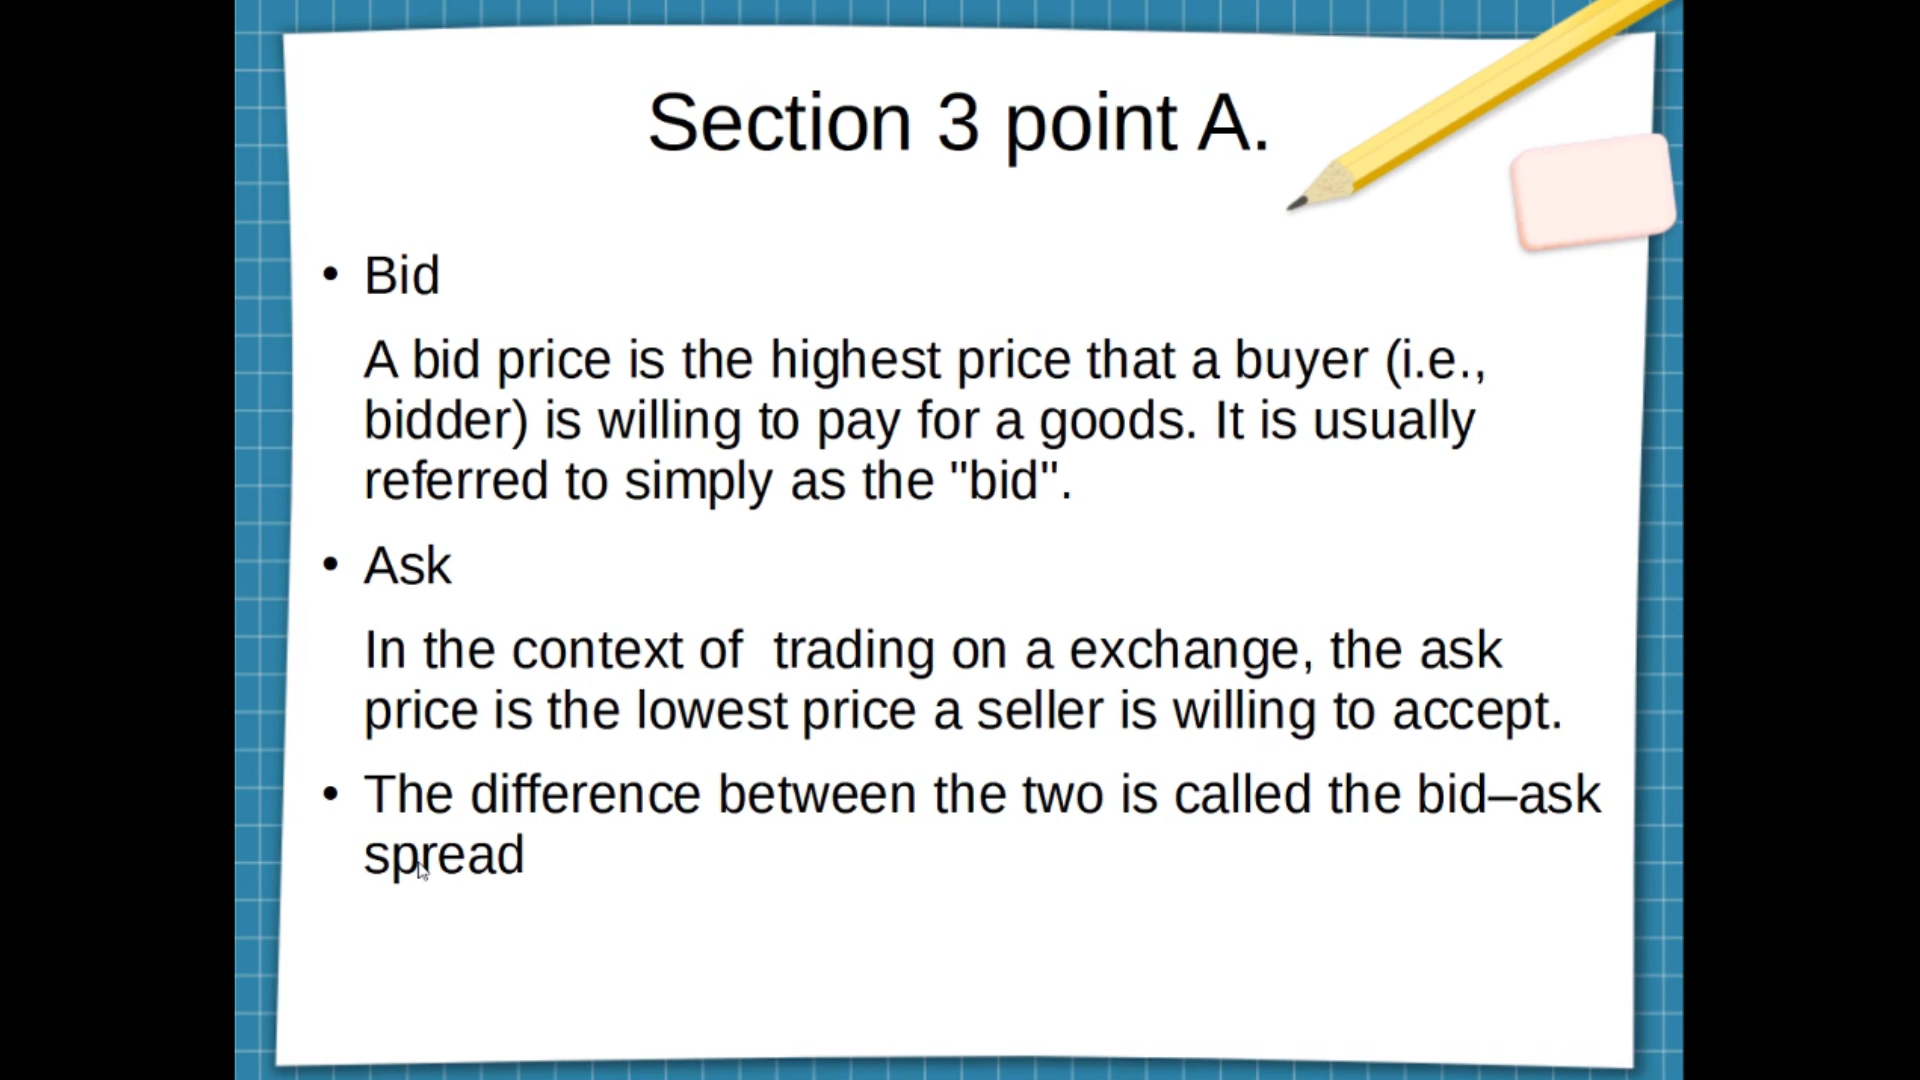 Section 3 point A.
• Bid
A bid price is the highest price that a buyer (i.e.,
bidder) is willing to pay for a goods. It is usually
referred to simply as the "bid".
• Ask
In the context of  trading on a exchange, the ask
price is the lowest price a seller is willing to accept.
• The difference between the two is called the bid–ask
spread